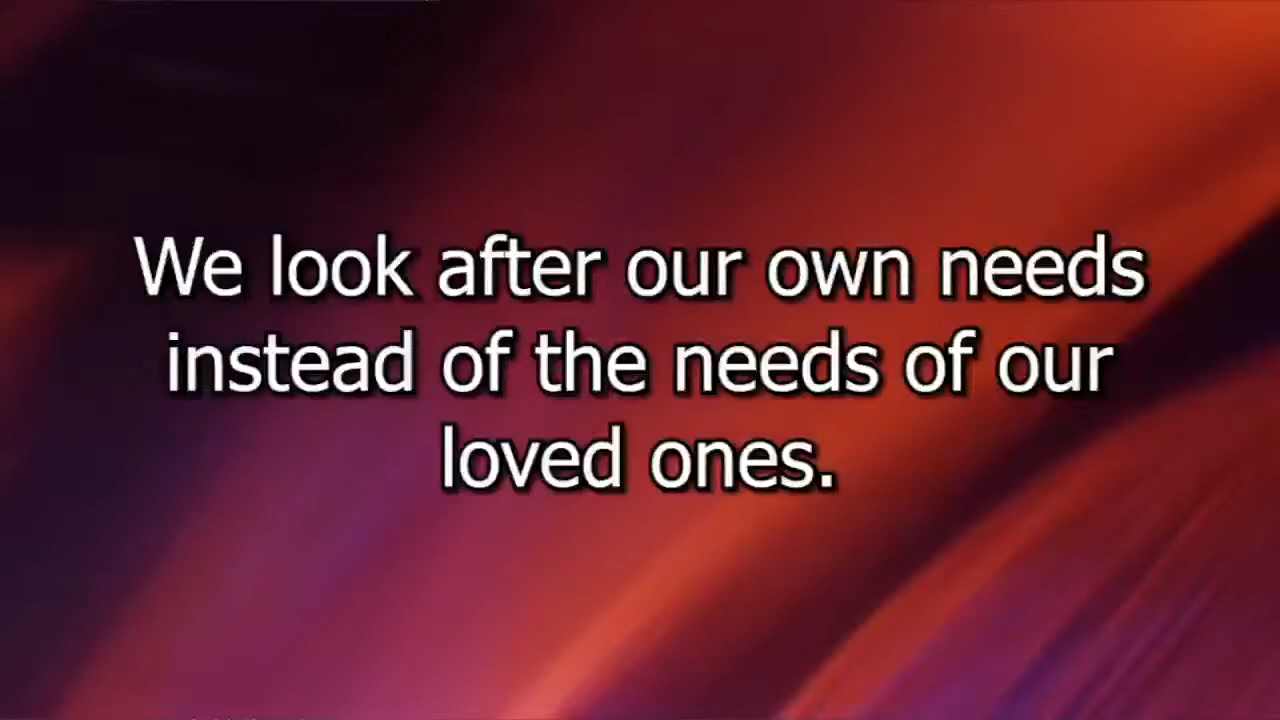 We look after our own needs
instead of the needs of our
loved ones.